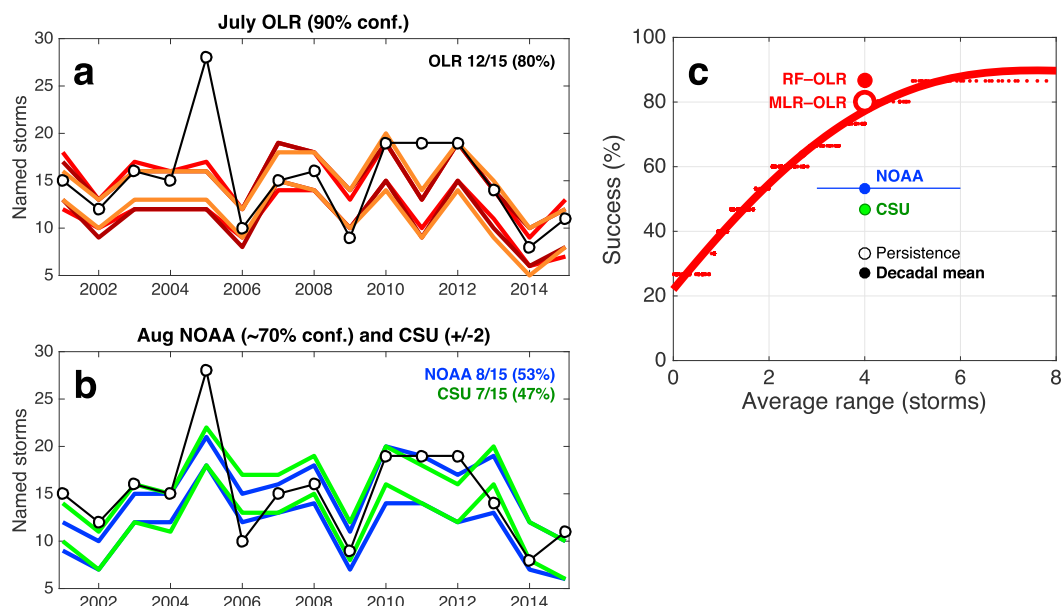 July OLR (90% conf.)
a
OLR 12/15 (80%)
Named storms
30
25
20
15
10
5
2002 2004 2006 2008 2010 2012 2014
Aug NOAA (~70% conf.) and CSU (+/-2)
b
NOAA 8/15 (53%)
CSU 7/15 (47%)
Named storms
30
25
20
15
10
5
2002 2004 2006 2008 2010 2012 2014
c
RF–OLR
MLR–OLR
NOAA
CSU
Persistence
Decadal mean
Success (%)
100
80
60
40
20
0
0 2 4 6 8
Average range (storms)